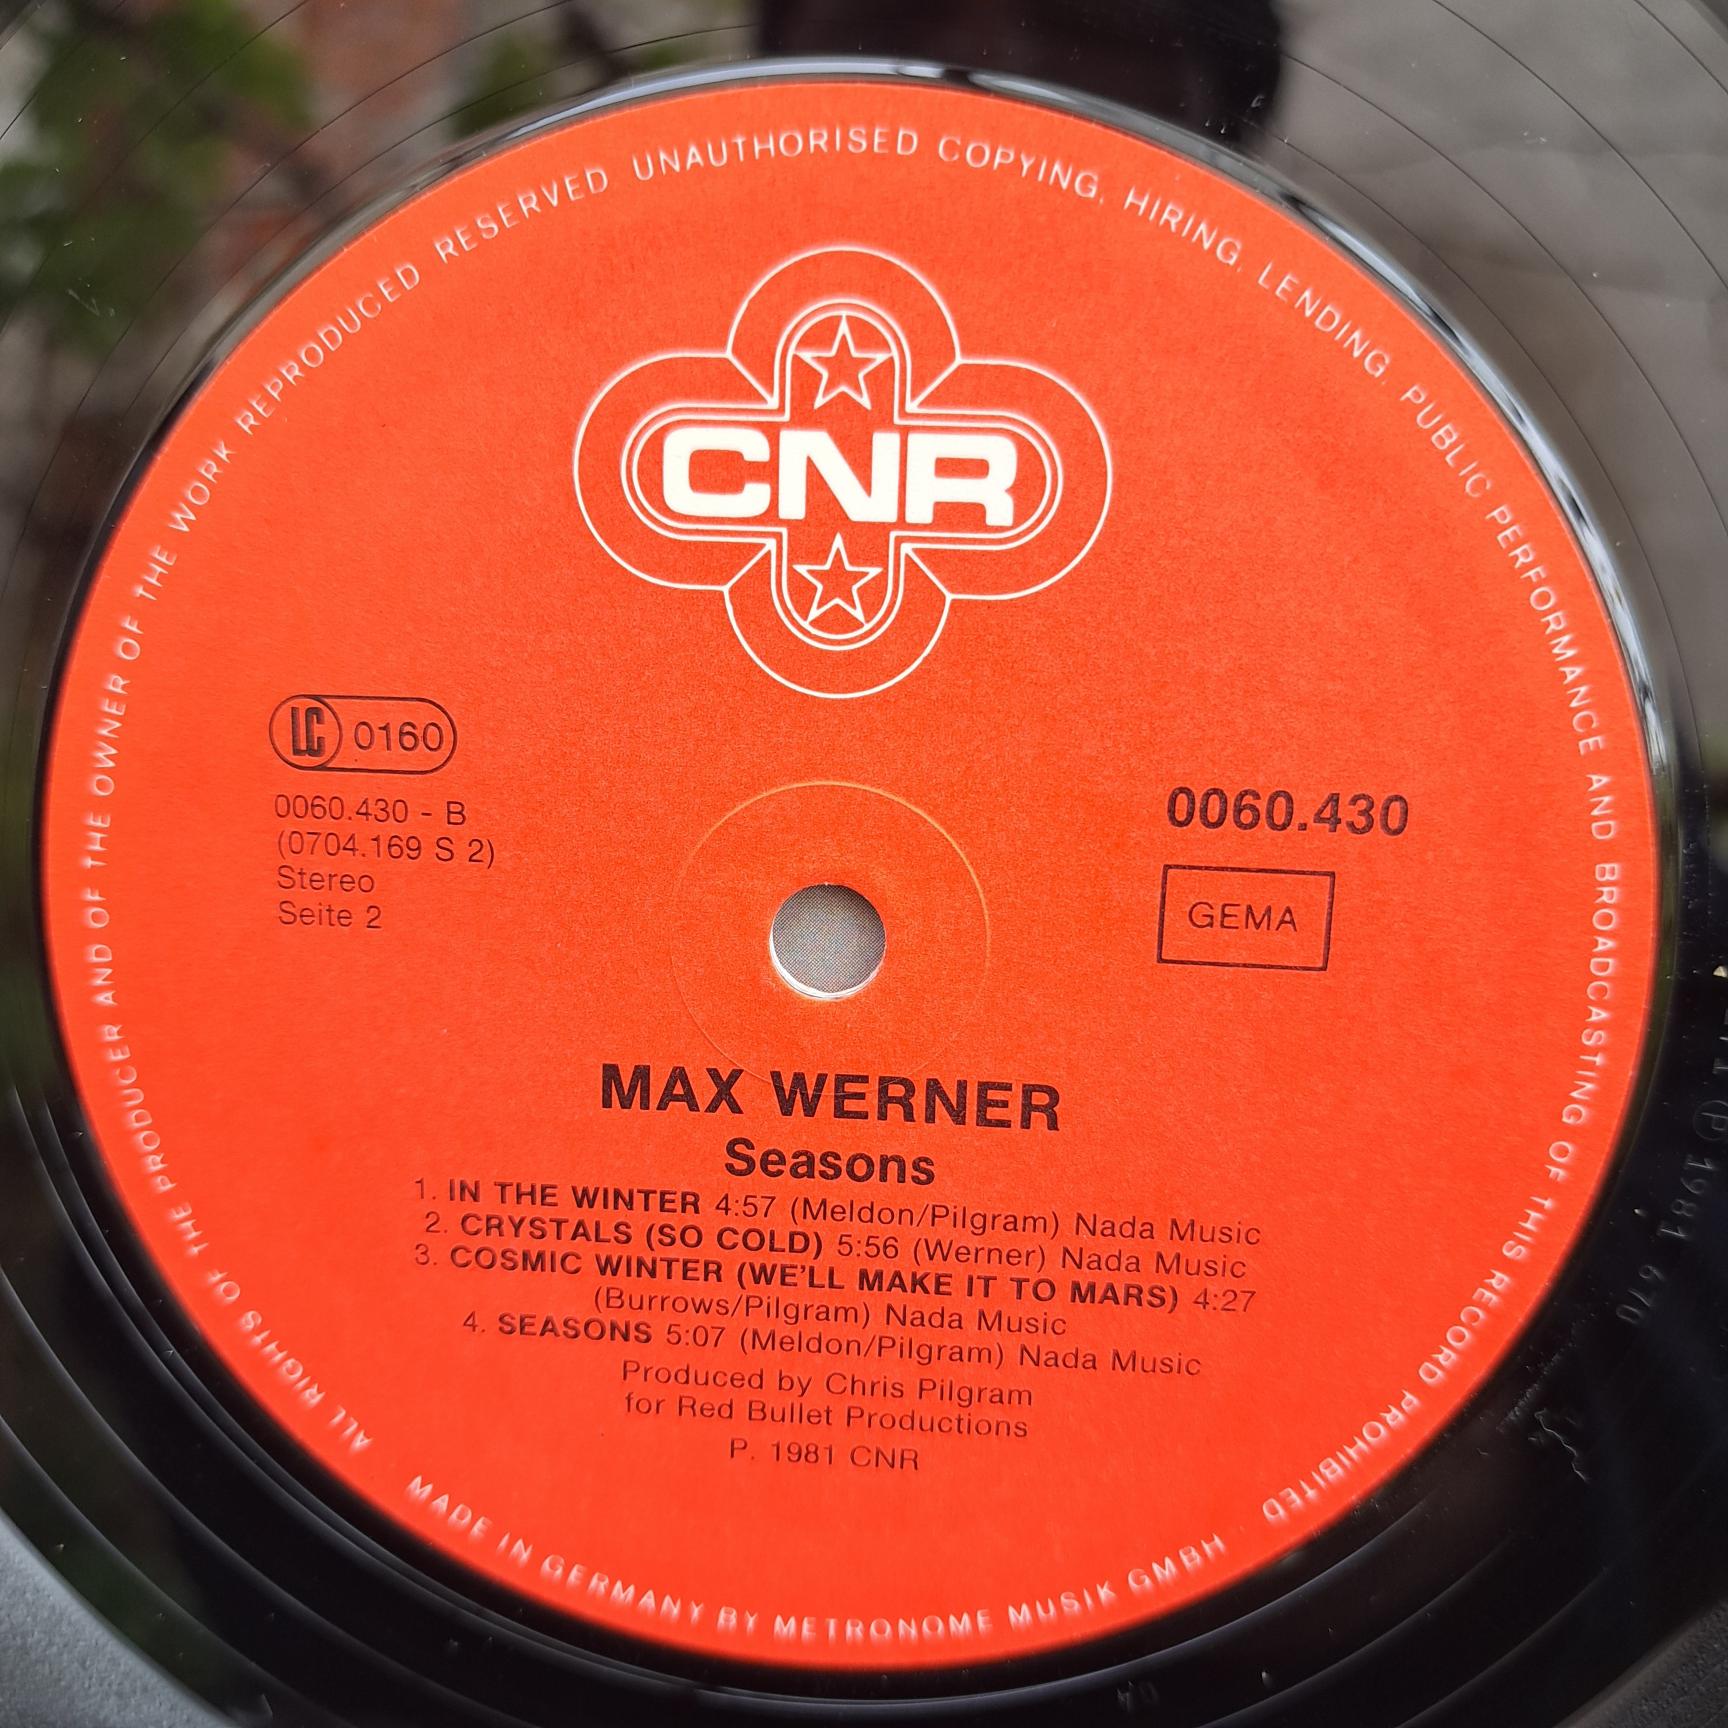 ALL RIGHTS OF THE PRODUCER AND OF THE OWNER OF THE WORK REPRODUCED RESERVED UNAUTHORISED COPYING, HIRING, LENDING, PUBLIC PERFORMANCE AND BROADCASTING OF THIS RECORD PROHIBITED
CNR
LC 0160
0060.430 - B
(0704.169 S 2)
Stereo
Seite 2
0060.430
GEMA
MAX WERNER
Seasons
1. IN THE WINTER 4:57 (Meldon/Pilgram) Nada Music
2. CRYSTALS (SO COLD) 5:56 (Werner) Nada Music
3. COSMIC WINTER (WE'LL MAKE IT TO MARS) 4:27
(Burrows/Pilgram) Nada Music
4. SEASONS 5:07 (Meldon/Pilgram) Nada Music
Produced by Chris Pilgram
for Red Bullet Productions
P. 1981 CNR
MADE IN GERMANY BY METRONOME MUSIK GMBH
℗ 1981